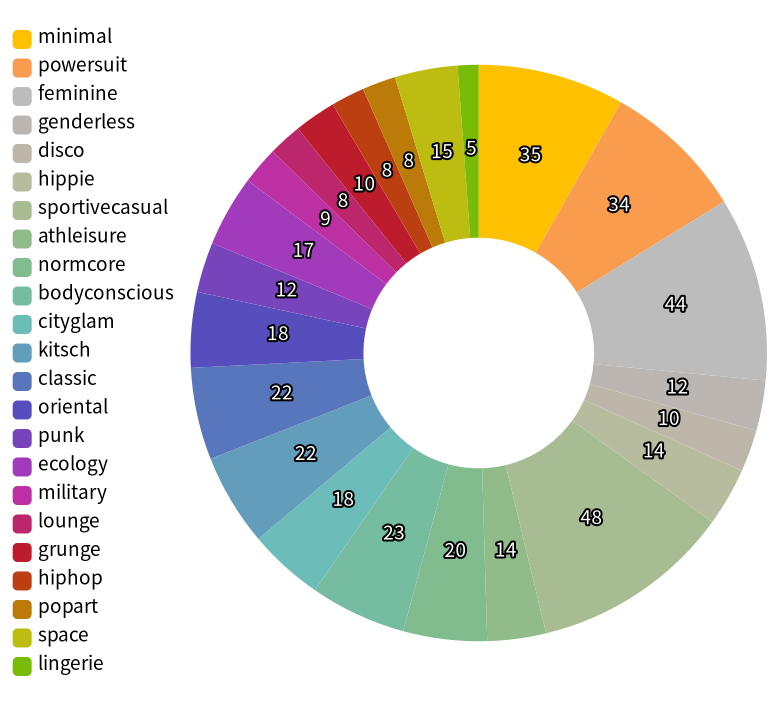 minimal
powersuit
feminine
genderless
disco
hippie
sportivecasual
athleisure
normcore
bodyconscious
cityglam
kitsch
classic
oriental
punk
ecology
military
lounge
grunge
hiphop
popart
space
lingerie
35
34
44
12
10
14
48
14
20
23
18
22
22
18
12
17
9
8
10
8
8
15
5